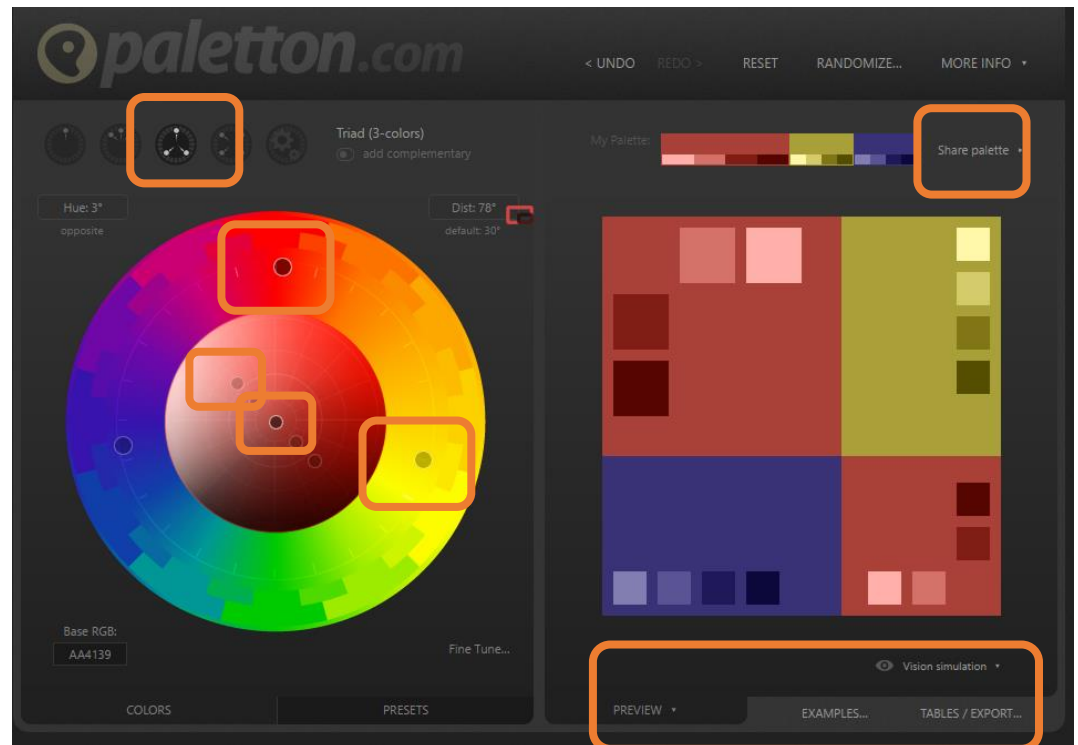 paletton.com
< UNDO REDO > RESET RANDOMIZE... MORE INFO
Triad (3-colors)
add complementary
My Palette:
Share palette
Hue: 3°
opposite
Dist: 78°
default: 30°
Base RGB:
AA4139
Fine Tune...
Vision simulation
COLORS PRESETS
PREVIEW EXAMPLES... TABLES / EXPORT...